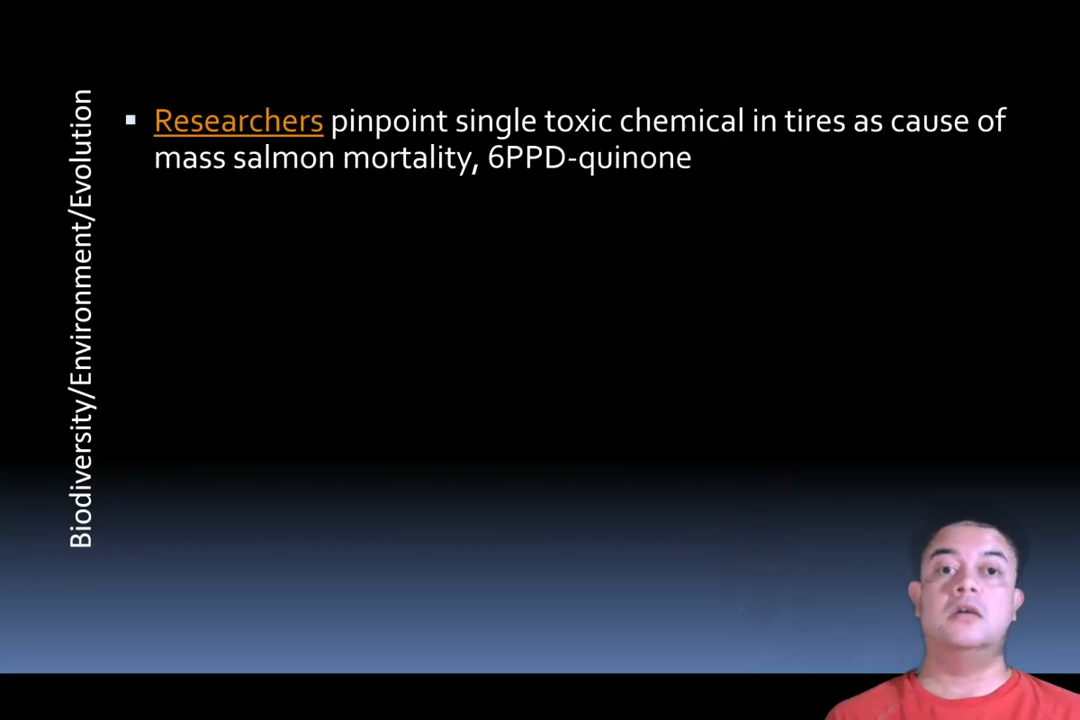 Biodiversity/Environment/Evolution
Researchers pinpoint single toxic chemical in tires as cause of
mass salmon mortality, 6PPD-quinone